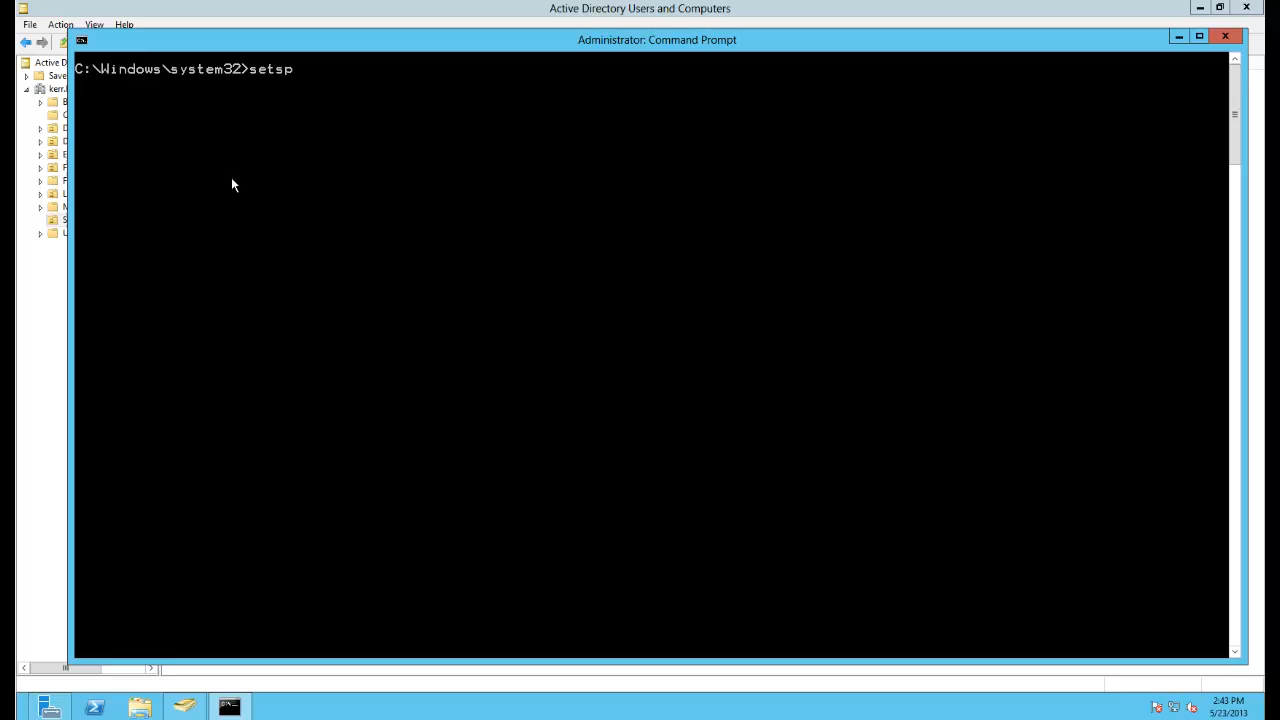 Active Directory Users and Computers
File Action View Help
Administrator: Command Prompt
Active D
Save
kerr.
C:\Windows\system32>setsp
B
C
D
D
E
F
F
L
M
S
U
2:43 PM
5/23/2013